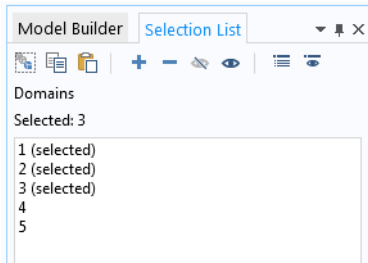 Model Builder Selection List
Domains
Selected: 3
1 (selected)
2 (selected)
3 (selected)
4
5